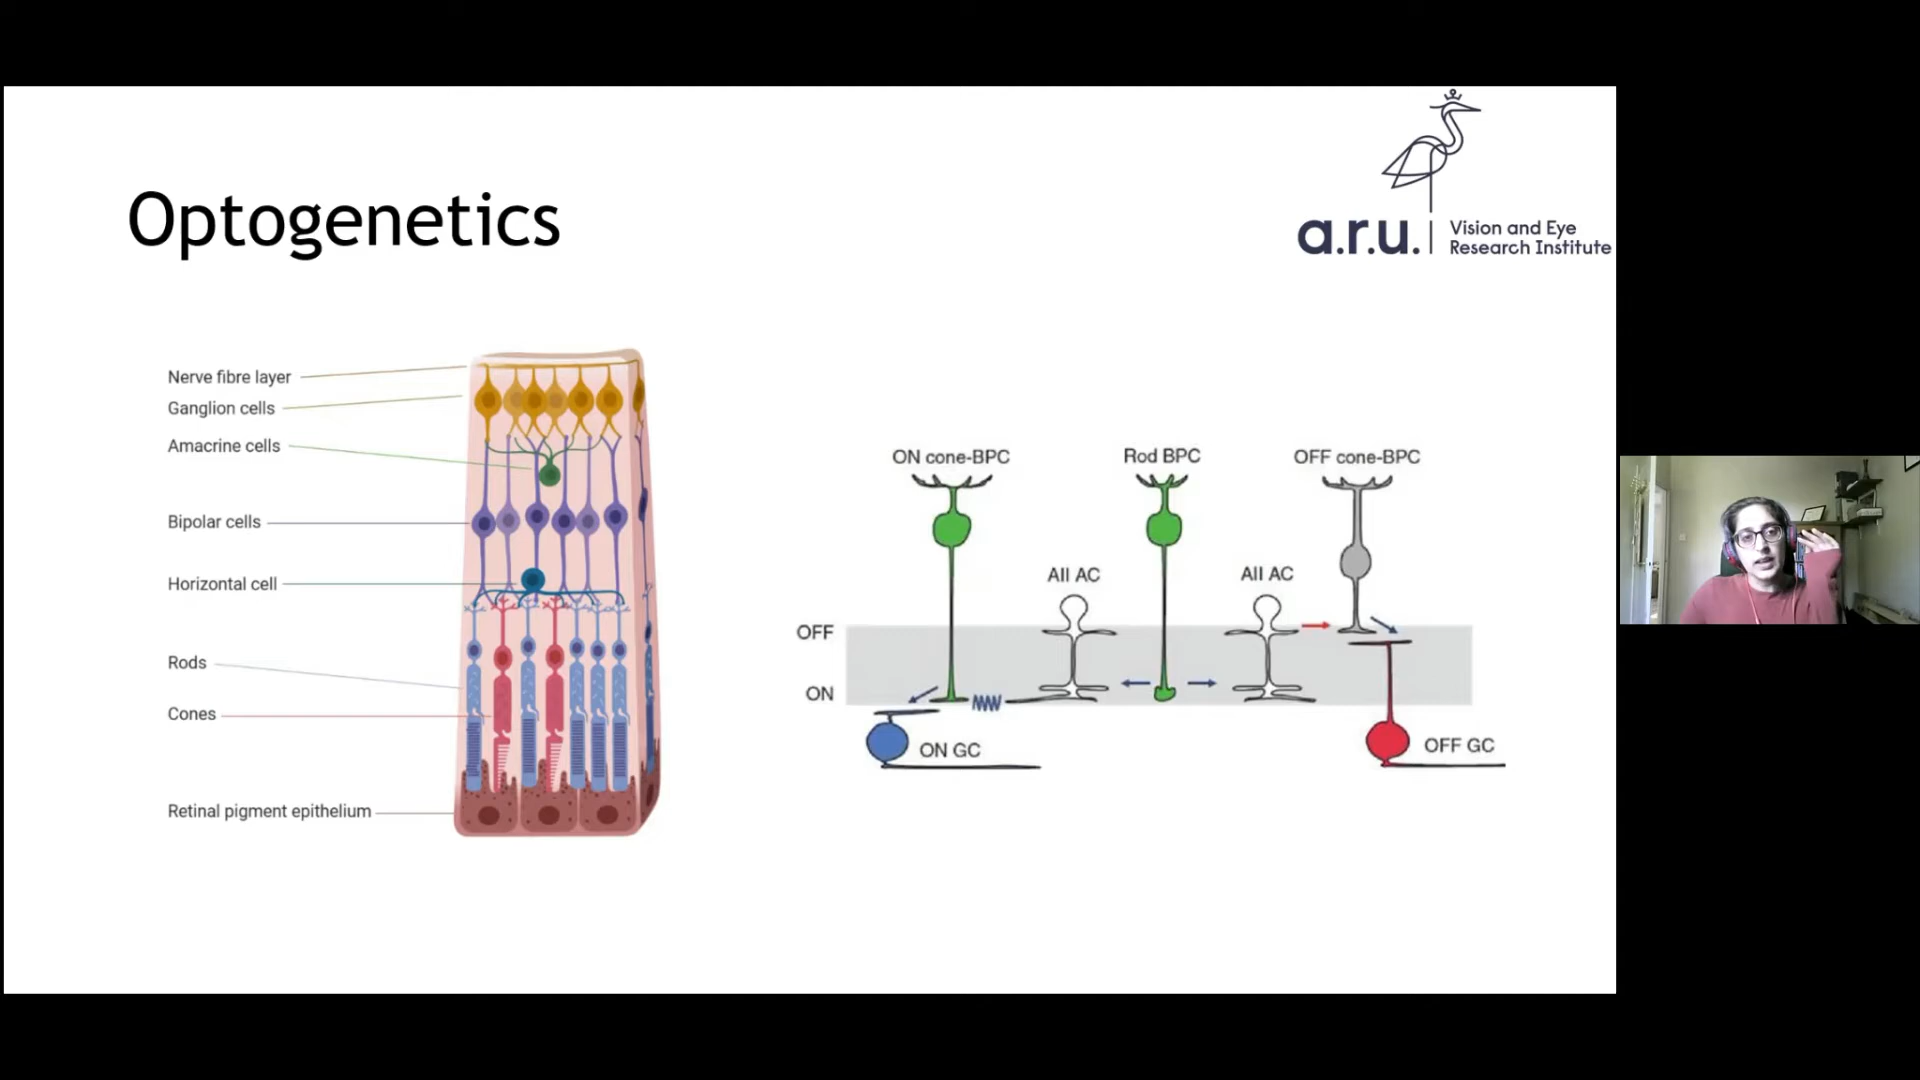 Optogenetics
a.r.u.
Vision and Eye
Research Institute
Nerve fibre layer
Ganglion cells
Amacrine cells
Bipolar cells
Horizontal cell
Rods
Cones
Retinal pigment epithelium
ON cone-BPC
Rod BPC
OFF cone-BPC
AII AC
AII AC
OFF
ON
ON GC
OFF GC